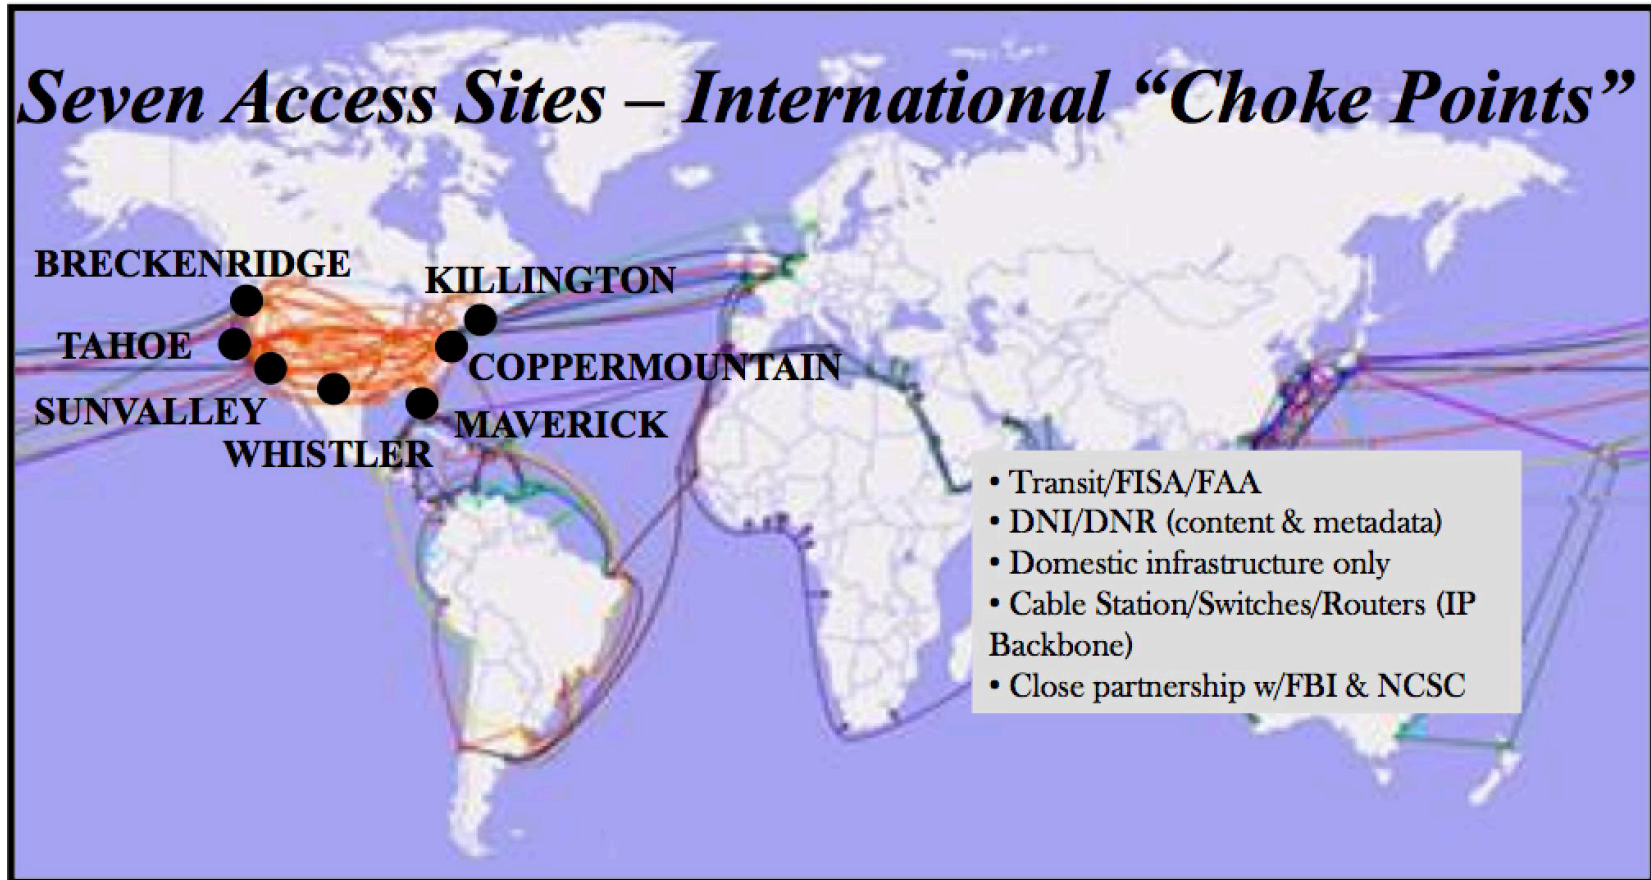 Seven Access Sites – International “Choke Points”
BRECKENRIDGE
KILLINGTON
TAHOE
COPPERMOUNTAIN
SUNVALLEY
MAVERICK
WHISTLER
• Transit/FISA/FAA
• DNI/DNR (content & metadata)
• Domestic infrastructure only
• Cable Station/Switches/Routers (IP
Backbone)
• Close partnership w/FBI & NCSC